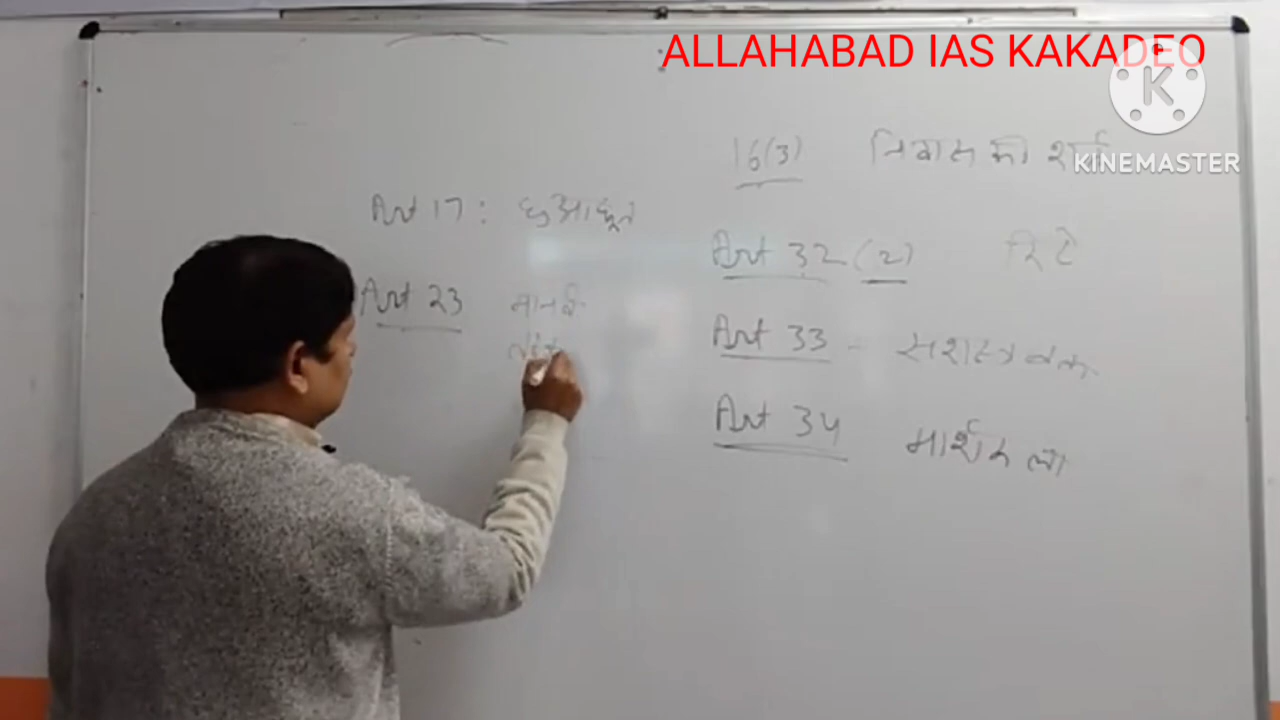 ALLAHABAD IAS KAKADEO
K
KINEMASTER
16(3) निवास की शर्त
Art 17 : छुआछूत
Art 32 (2) रिटे
Art 23 मानव
Art 33 - सशस्त्र बल
Art 34 मार्शल ला